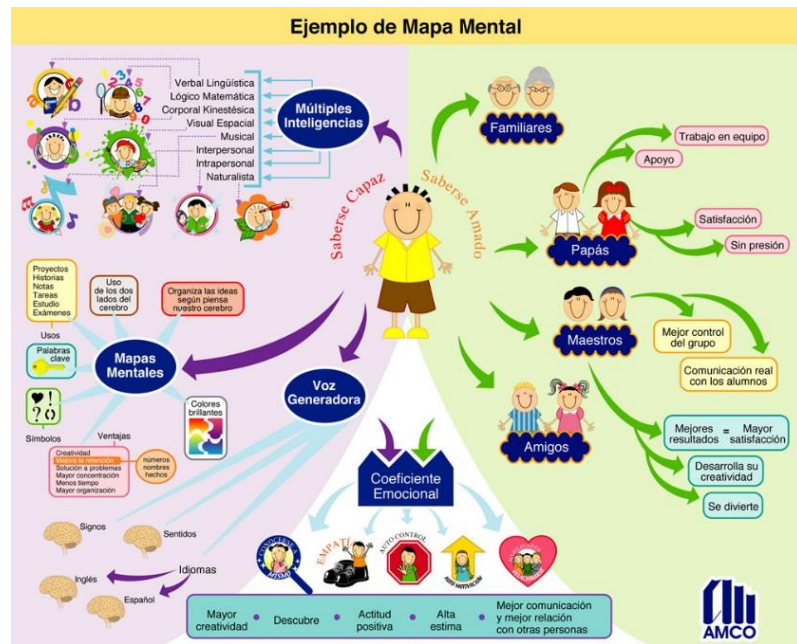 Ejemplo de Mapa Mental
Verbal Lingüística
Lógico Matemática
Corporal Kinestésica
Visual Espacial
Musical
Interpersonal
Intrapersonal
Naturalista
Múltiples
Inteligencias
Saberse Capaz
Saberse Amado
Familiares
Trabajo en equipo
Apoyo
Papás
Satisfacción
Sin presión
Maestros
Mejor control
del grupo
Comunicación real
con los alumnos
Amigos
Mejores
resultados
=
Mayor
satisfacción
Desarrolla su
creatividad
Se divierte
Proyectos
Historias
Notas
Tareas
Estudio
Exámenes
Usos
Uso
de los dos
lados del
cerebro
Organiza las ideas
según piensa
nuestro cerebro
Mapas
Mentales
Palabras
clave
Símbolos
Colores
brillantes
Ventajas
Creatividad
Mejora la retención
Solución a problemas
Mayor concentración
Menos tiempo
Mayor organización
números
nombres
hechos
Voz
Generadora
Signos
Sentidos
Idiomas
Inglés
Español
Coeficiente
Emocional
CONOCERSE A
MISMO
EMPATÍA
AUTO CONTROL
AUTO MOTIVACIÓN
Mayor
creatividad
Descubre
Actitud
positiva
Alta
estima
Mejor comunicación
y mejor relación
con otras personas
AMCO